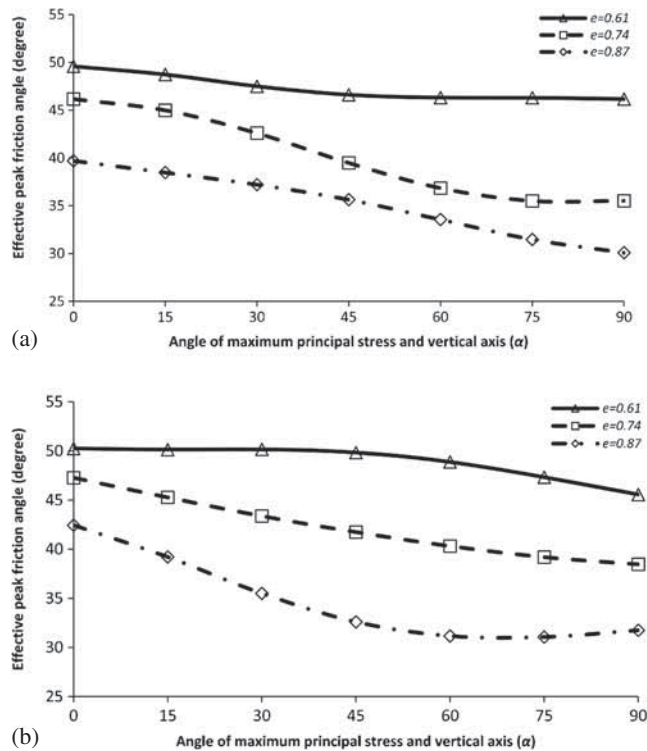 (a)
Effective peak friction angle (degree)
55
50
45
40
35
30
25
e=0.61
e=0.74
e=0.87
0 15 30 45 60 75 90
Angle of maximum principal stress and vertical axis (α)
(b)
Effective peak friction angle (degree)
55
50
45
40
35
30
25
e=0.61
e=0.74
e=0.87
0 15 30 45 60 75 90
Angle of maximum principal stress and vertical axis (α)